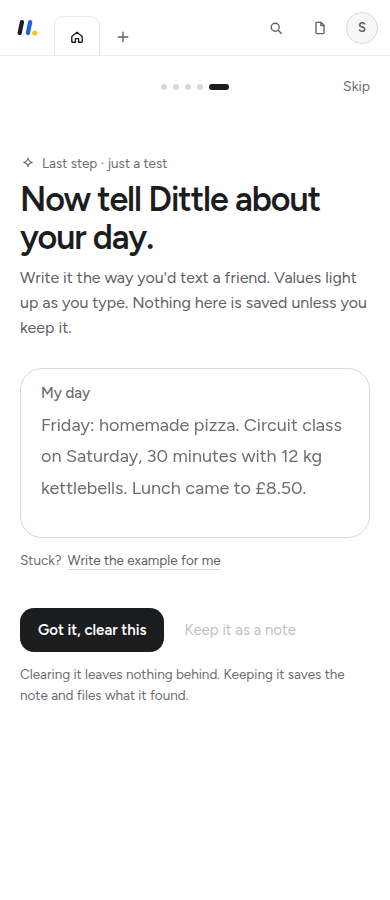 S
Skip
Last step · just a test
Now tell Dittle about
your day.
Write it the way you'd text a friend. Values light
up as you type. Nothing here is saved unless you
keep it.
My day
Friday: homemade pizza. Circuit class
on Saturday, 30 minutes with 12 kg
kettlebells. Lunch came to £8.50.
Stuck? Write the example for me
Got it, clear this
Keep it as a note
Clearing it leaves nothing behind. Keeping it saves the
note and files what it found.